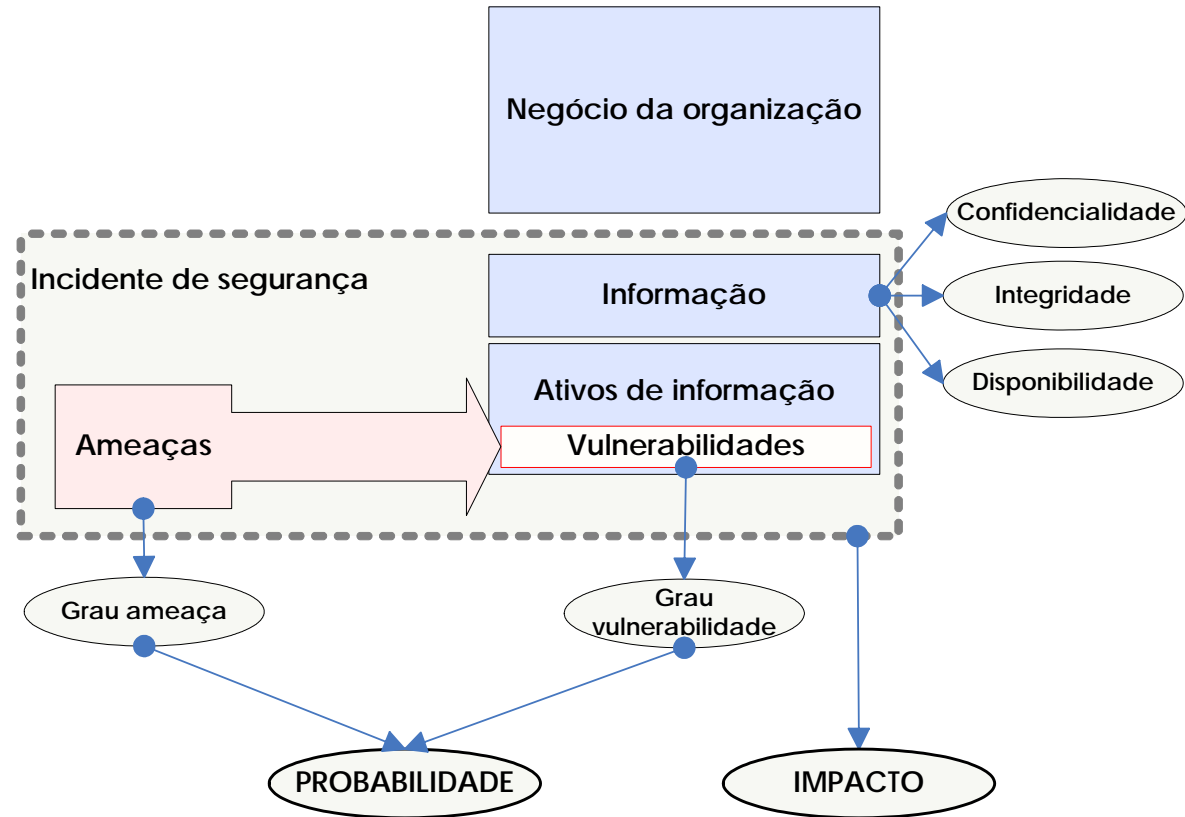 Negócio da organização
Confidencialidade
Incidente de segurança
Informação
Integridade
Ativos de informação
Disponibilidade
Ameaças
Vulnerabilidades
Grau ameaça
Grau
vulnerabilidade
PROBABILIDADE
IMPACTO